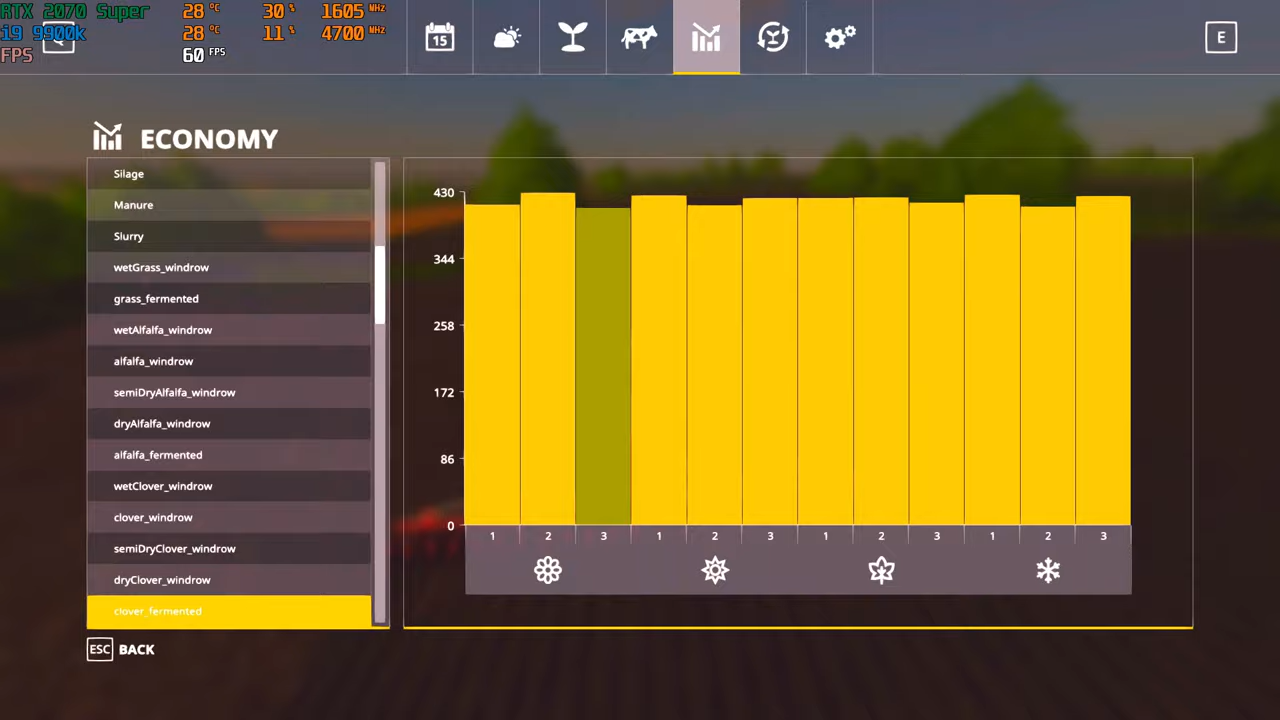 RTX 2070 Super 28 °C 30 % 1605 MHz
i9 9900k 28 °C 11 % 4700 MHz
FPS 60 FPS
15
E
ECONOMY
Silage
Manure
Slurry
wetGrass_windrow
grass_fermented
wetAlfalfa_windrow
alfalfa_windrow
semiDryAlfalfa_windrow
dryAlfalfa_windrow
alfalfa_fermented
wetClover_windrow
clover_windrow
semiDryClover_windrow
dryClover_windrow
clover_fermented
430
344
258
172
86
0
1 2 3 1 2 3 1 2 3 1 2 3
ESC BACK